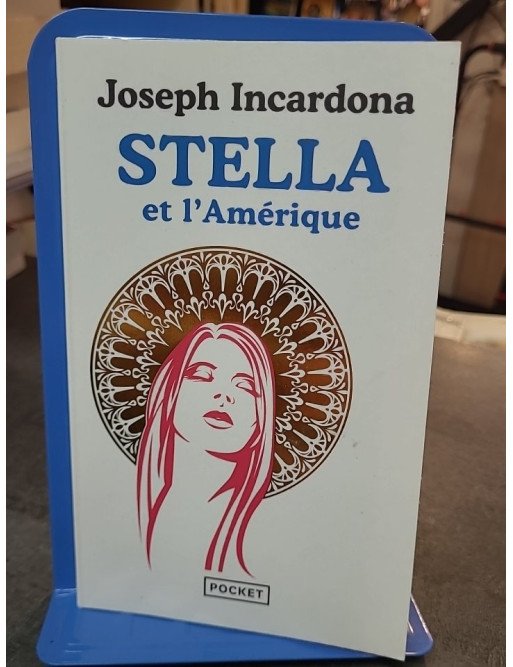 Joseph Incardona
STELLA
et l'Amérique
POCKET